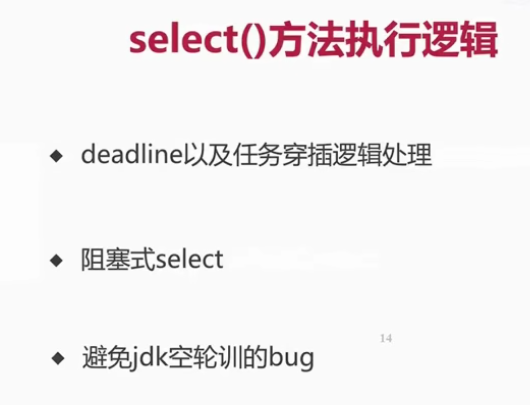 select()方法执行逻辑
◆ deadline以及任务穿插逻辑处理
◆ 阻塞式select
14
◆ 避免jdk空轮训的bug